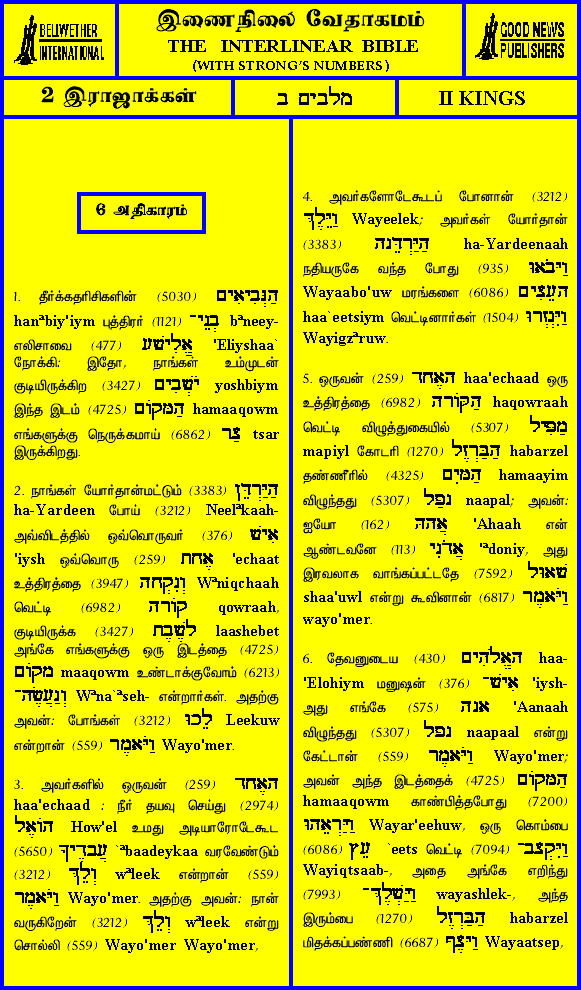 BELLWETHER
INTERNATIONAL
இணைநிலை வேதாகமம்
THE INTERLINEAR BIBLE
(WITH STRONG'S NUMBERS)
GOOD NEWS
PUBLISHERS
2 இராஜாக்கள்
מלכים ב
II KINGS
6 அதிகாரம்
1. தீர்க்கதரிசிகளின் (5030) הַנְּבִיאִים
hanªbiy'iym புத்திரர் (1121) בְנֵי־ bªneey-
எலிசாவை (477) אֱלִישָׁע 'Eliyshaa`
நோக்கி: இதோ, நாங்கள் உம்முடன்
குடியிருக்கிற (3427) יֹשְׁבִים yoshbiym
இந்த இடம் (4725) הַמָּקוֹם hamaaqowm
எங்களுக்கு நெருக்கமாய் (6862) צַר tsar
இருக்கிறது.
2. நாங்கள் யோர்தான்மட்டும் (3383) הַיַּרְדֵּן
ha-Yardeen போய் (3212) Neelªkaah-
அவ்விடத்தில் ஒவ்வொருவர் (376) אִישׁ
'iysh ஒவ்வொரு (259) אֶחָת 'echaat
உத்திரத்தை (3947) וְנִקְחָה Wªniqchaah
வெட்டி (6982) קוֹרָה qowraah,
குடியிருக்க (3427) לָשֶׁבֶת laashebet
அங்கே எங்களுக்கு ஒரு இடத்தை (4725)
מָקוֹם maaqowm உண்டாக்குவோம் (6213)
וְנַעֲשֶׂה־ Wªna`ªseh- என்றார்கள். அதற்கு
அவன்: போங்கள் (3212) לֵכוּ Leekuw
என்றான் (559) וַיֹּאמֶר Wayo'mer.
3. அவர்களில் ஒருவன் (259) הָאֶחָד
haa'echaad : நீர் தயவு செய்து (2974)
הוֹאֶל How'el உமது அடியாரோடேகூட
(5650) עֲבָדֶיךָ `ªbaadeykaa வரவேண்டும்
(3212) וְלֵךְ wªleek என்றான் (559)
וַיֹּאמֶר Wayo'mer. அதற்கு அவன்: நான்
வருகிறேன் (3212) וְלֵךְ wªleek என்று
சொல்லி (559) Wayo'mer Wayo'mer,
4. அவர்களோடேகூடப் போனான் (3212)
וַיֵּלֶךְ Wayeelek; அவர்கள் யோர்தான்
(3383) הַיַּרְדֵּנָה ha-Yardeenaah
நதியருகே வந்த போது (935) וַיָּבֹאוּ
Wayaabo'uw மரங்களை (6086) הָעֵצִים
haa`eetsiym வெட்டினார்கள் (1504) וַיִּגְזְרוּ
Wayigzªruw.
5. ஒருவன் (259) הָאֶחָד haa'echaad ஒரு
உத்திரத்தை (6982) הַקּוֹרָה haqowraah
வெட்டி விழுத்துகையில் (5307) מַפִּיל
mapiyl கோடரி (1270) הַבַּרְזֶל habarzel
தண்ணீரில் (4325) הַמָּיִם hamaayim
விழுந்தது (5307) נָפַל naapal; அவன்:
ஐயோ (162) אֲהָהּ 'Ahaah என்
ஆண்டவனே (113) אֲדֹנִי 'ªdoniy, அது
இரவலாக வாங்கப்பட்டதே (7592) שָׁאוּל
shaa'uwl என்று கூவினான் (6817) וַיֹּאמֶר
wayo'mer.
6. தேவனுடைய (430) הָאֱלֹהִים haa-
'Elohiym மனுஷன் (376) אִישׁ־ 'iysh-
அது எங்கே (575) אָנָה 'Aanaah
விழுந்தது (5307) נָפָל naapaal என்று
கேட்டான் (559) וַיֹּאמֶר Wayo'mer;
அவன் அந்த இடத்தைக் (4725) הַמָּקוֹם
hamaaqowm காண்பித்தபோது (7200)
וַיַּרְאֵהוּ Wayar'eehuw, ஒரு கொம்பை
(6086) עֵץ `eets வெட்டி (7094) וַיִּקְצָב־
Wayiqtsaab-, அதை அங்கே எறிந்து
(7993) וַיַּשְׁלֶךְ־ wayashlek-, அந்த
இரும்பை (1270) הַבַּרְזֶל habarzel
மிதக்கப்பண்ணி (6687) וַיָּצֶף Wayaatsep,